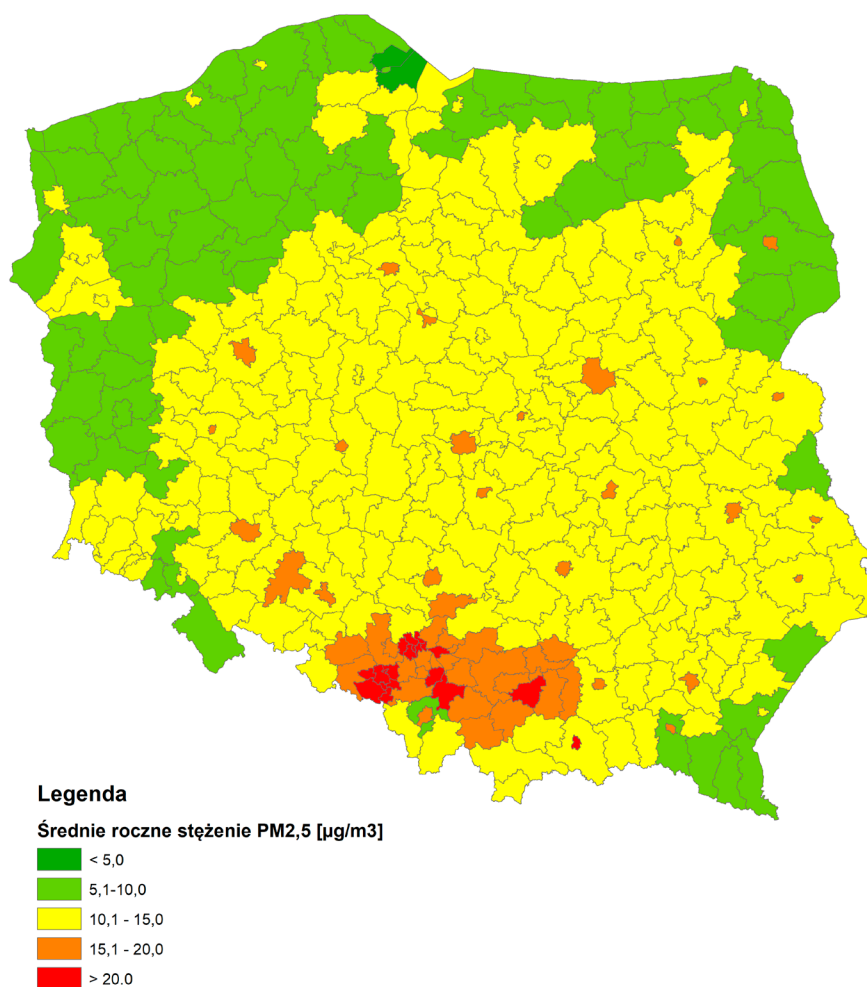 Legenda
Średnie roczne stężenie PM2,5 [µg/m3]
< 5,0
5,1-10,0
10,1 - 15,0
15,1 - 20,0
> 20.0